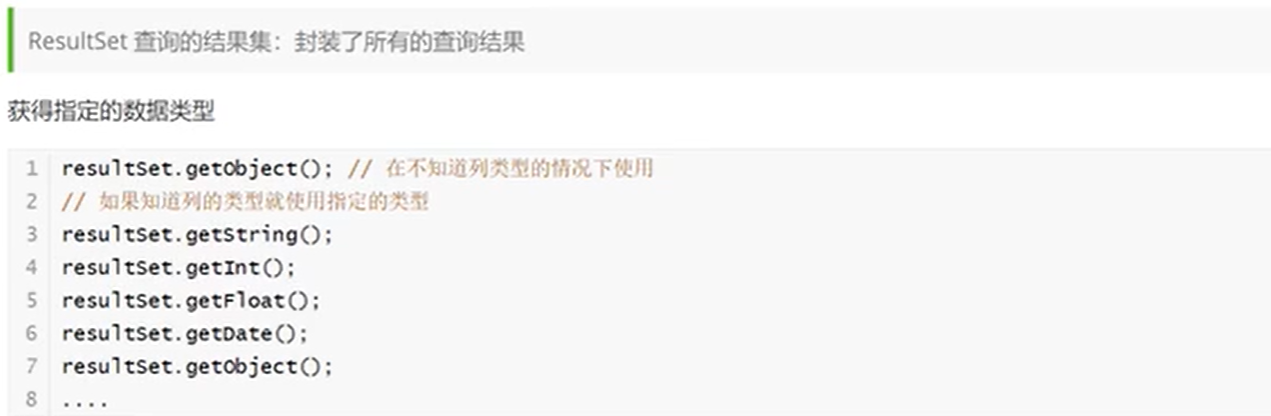 ResultSet 查询的结果集：封装了所有的查询结果
获得指定的数据类型
1 resultSet.getObject(); // 在不知道列类型的情况下使用
2 // 如果知道列的类型就使用指定的类型
3 resultSet.getString();
4 resultSet.getInt();
5 resultSet.getFloat();
6 resultSet.getDate();
7 resultSet.getObject();
8 ....